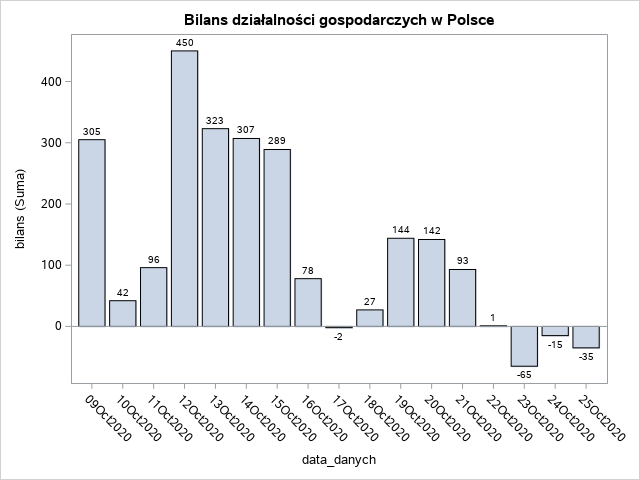 Bilans działalności gospodarczych w Polsce
bilans (Suma)
400
300
200
100
0
305
42
96
450
323
307
289
78
-2
27
144
142
93
1
-65
-15
-35
09Oct2020
10Oct2020
11Oct2020
12Oct2020
13Oct2020
14Oct2020
15Oct2020
16Oct2020
17Oct2020
18Oct2020
19Oct2020
20Oct2020
21Oct2020
22Oct2020
23Oct2020
24Oct2020
25Oct2020
data_danych